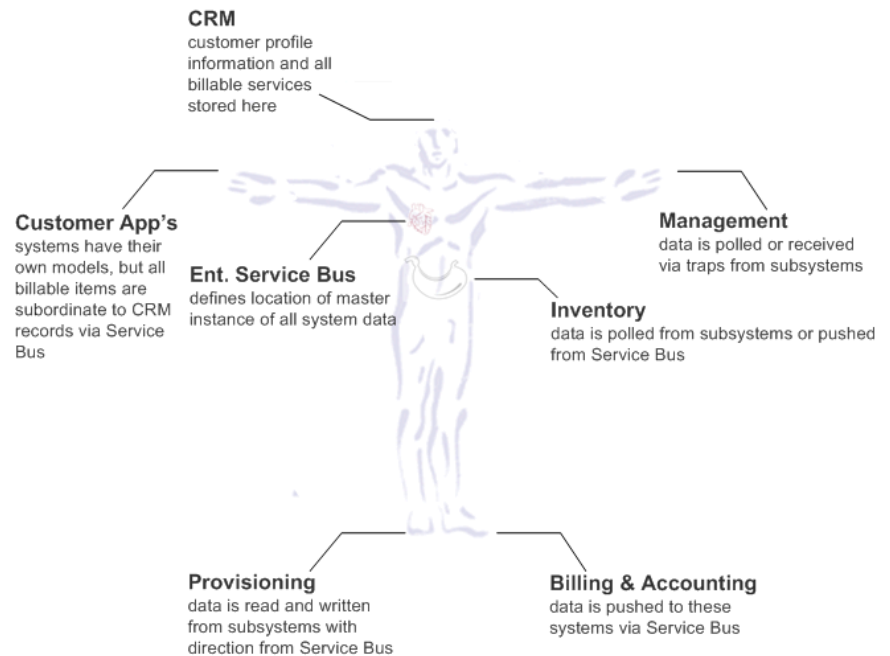 CRM
customer profile
information and all
billable services
stored here
Customer App's
systems have their
own models, but all
billable items are
subordinate to CRM
records via Service
Bus
Ent. Service Bus
defines location of master
instance of all system data
Management
data is polled or received
via traps from subsystems
Inventory
data is polled from subsystems or pushed
from Service Bus
Provisioning
data is read and written
from subsystems with
direction from Service Bus
Billing & Accounting
data is pushed to these
systems via Service Bus